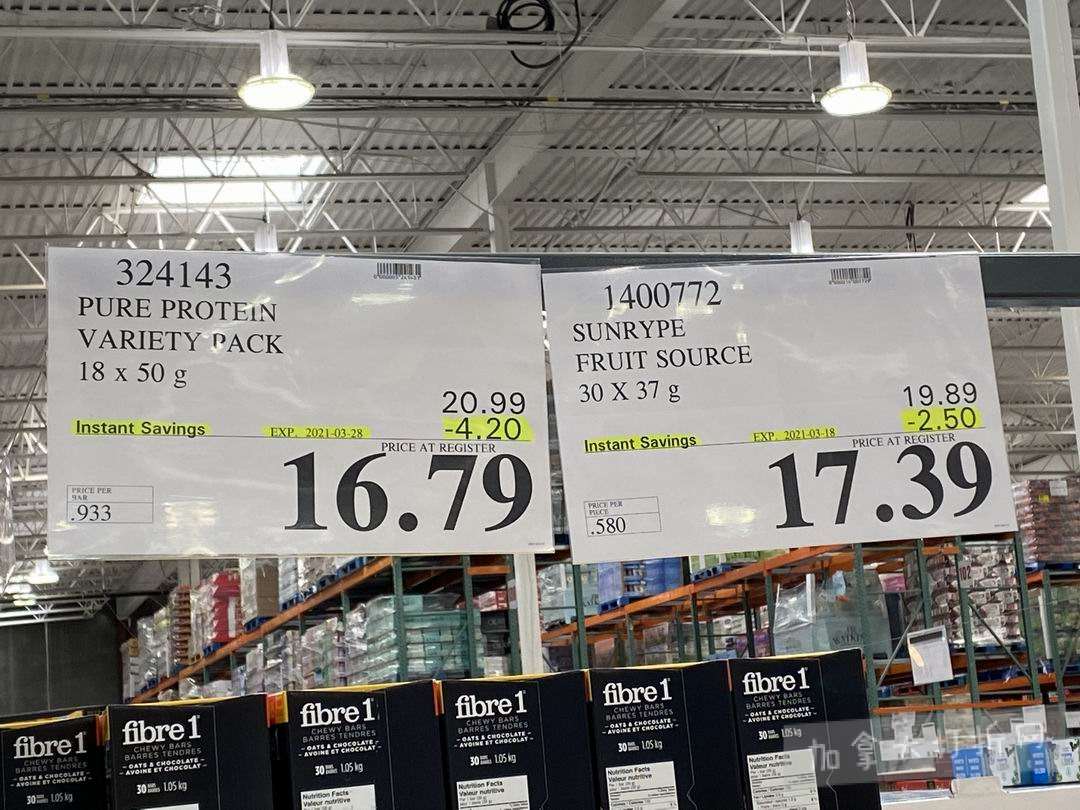 324143
PURE PROTEIN
VARIETY PACK
18 x 50 g
20.99
Instant Savings EXP. 2021-03-28 -4.20
PRICE AT REGISTER
PRICE PER
BAR
.933
16.79
1400772
SUNRYPE
FRUIT SOURCE
30 X 37 g
19.89
Instant Savings EXP. 2021-03-18 -2.50
PRICE AT REGISTER
PRICE PER
PIECE
.580
17.39
fibre1
CHEWY BARS
BARRES TENDRES
OATS & CHOCOLATE
AVOINE ET CHOCOLAT
30 1.05 kg
fibre1
CHEWY BARS
BARRES TENDRES
OATS & CHOCOLATE
AVOINE ET CHOCOLAT
30 1.05 kg
fibre1
CHEWY BARS
BARRES TENDRES
OATS & CHOCOLATE
AVOINE ET CHOCOLAT
30 1.05 kg
Nutrition Facts
Valeur nutritive
fibre1
CHEWY BARS
BARRES TENDRES
OATS & CHOCOLATE
AVOINE ET CHOCOLAT
30 1.05 kg
Nutrition Facts
Valeur nutritive
fibre1
CHEWY BARS
BARRES TENDRES
OATS & CHOCOLATE
AVOINE ET CHOCOLAT
30 1.05 kg
Nutrition Facts
Valeur nutritive
fibre1
CHEWY BARS
BARRES TENDRES
OATS & CHOCOLATE
AVOINE ET CHOCOLAT
30
Nutrition Facts
Valeur nutritive
加拿大